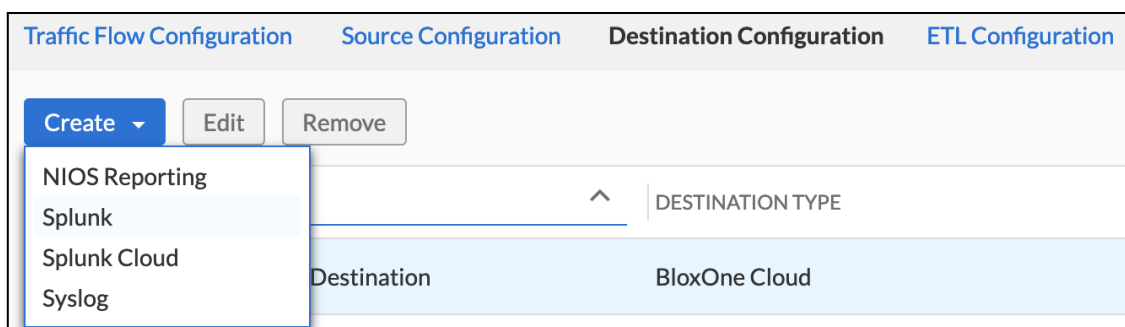 Traffic Flow Configuration Source Configuration Destination Configuration ETL Configuration
Create Edit Remove
NIOS Reporting
Splunk
DESTINATION TYPE
Splunk Cloud
Destination BloxOne Cloud
Syslog